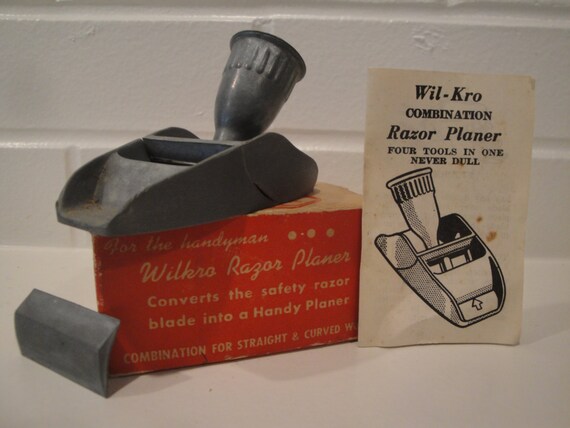 For the handyman
Wilkro Razor Planer
Converts the safety razor
blade into a Handy Planer
COMBINATION FOR STRAIGHT & CURVED
Wil-Kro
COMBINATION
Razor Planer
FOUR TOOLS IN ONE
NEVER DULL